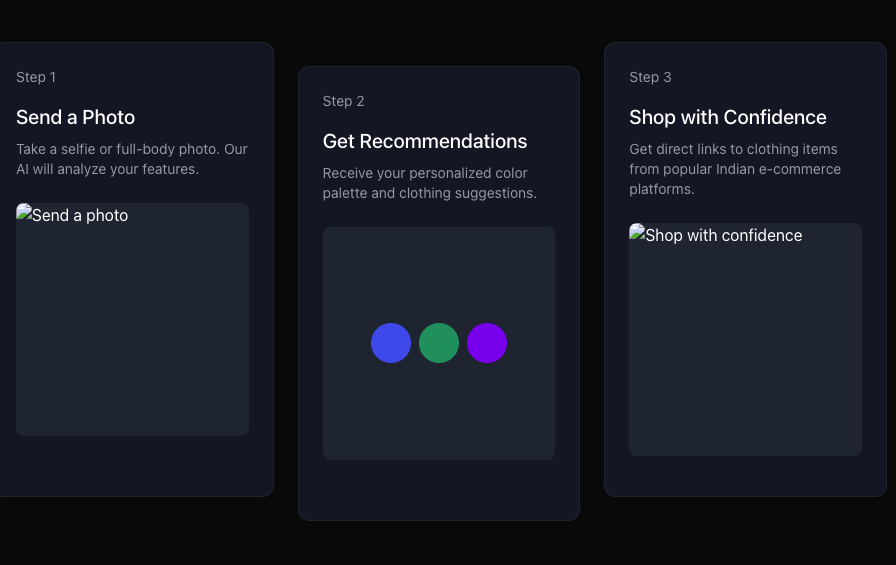 Step 1
Send a Photo
Take a selfie or full-body photo. Our
AI will analyze your features.
Send a photo
Step 2
Get Recommendations
Receive your personalized color
palette and clothing suggestions.
Step 3
Shop with Confidence
Get direct links to clothing items
from popular Indian e-commerce
platforms.
Shop with confidence